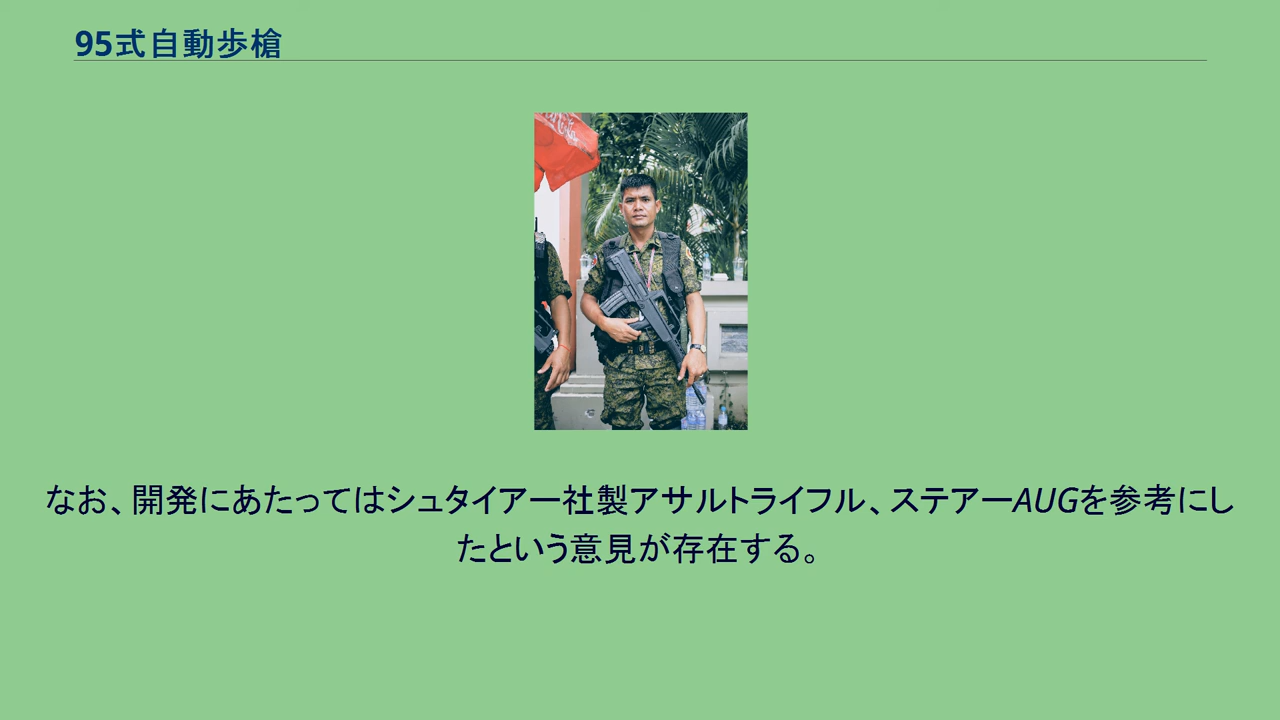 95式自動歩槍
なお、開発にあたってはシュタイアー社製アサルトライフル、ステアーAUGを参考にし
たという意見が存在する。